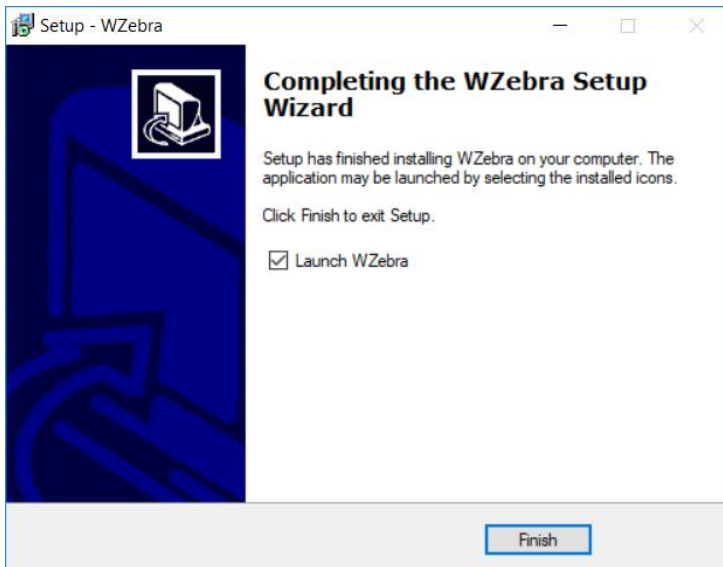 Setup - WZebra
Completing the WZebra Setup
Wizard
Setup has finished installing WZebra on your computer. The
application may be launched by selecting the installed icons.
Click Finish to exit Setup.
Launch WZebra
Finish